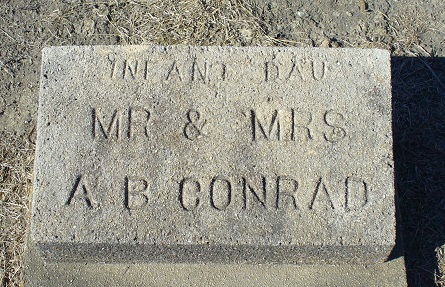 INFANT DAU
MR & MRS
A B CONRAD